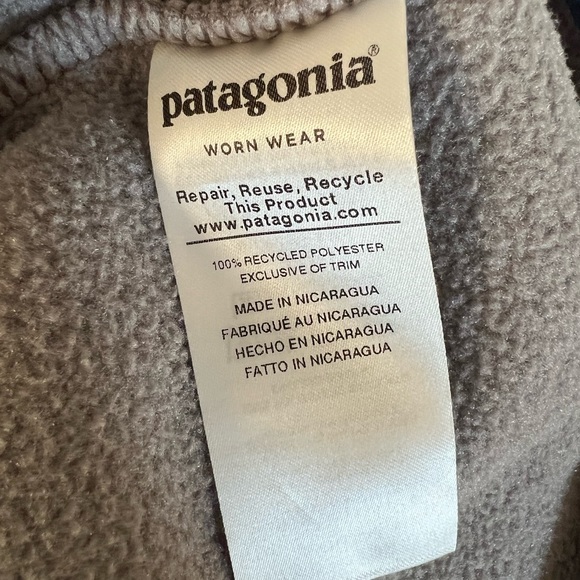 patagonia®
WORN WEAR
Repair, Reuse, Recycle
This Product
www.patagonia.com
100% RECYCLED POLYESTER
EXCLUSIVE OF TRIM
MADE IN NICARAGUA
FABRIQUÉ AU NICARAGUA
HECHO EN NICARAGUA
FATTO IN NICARAGUA